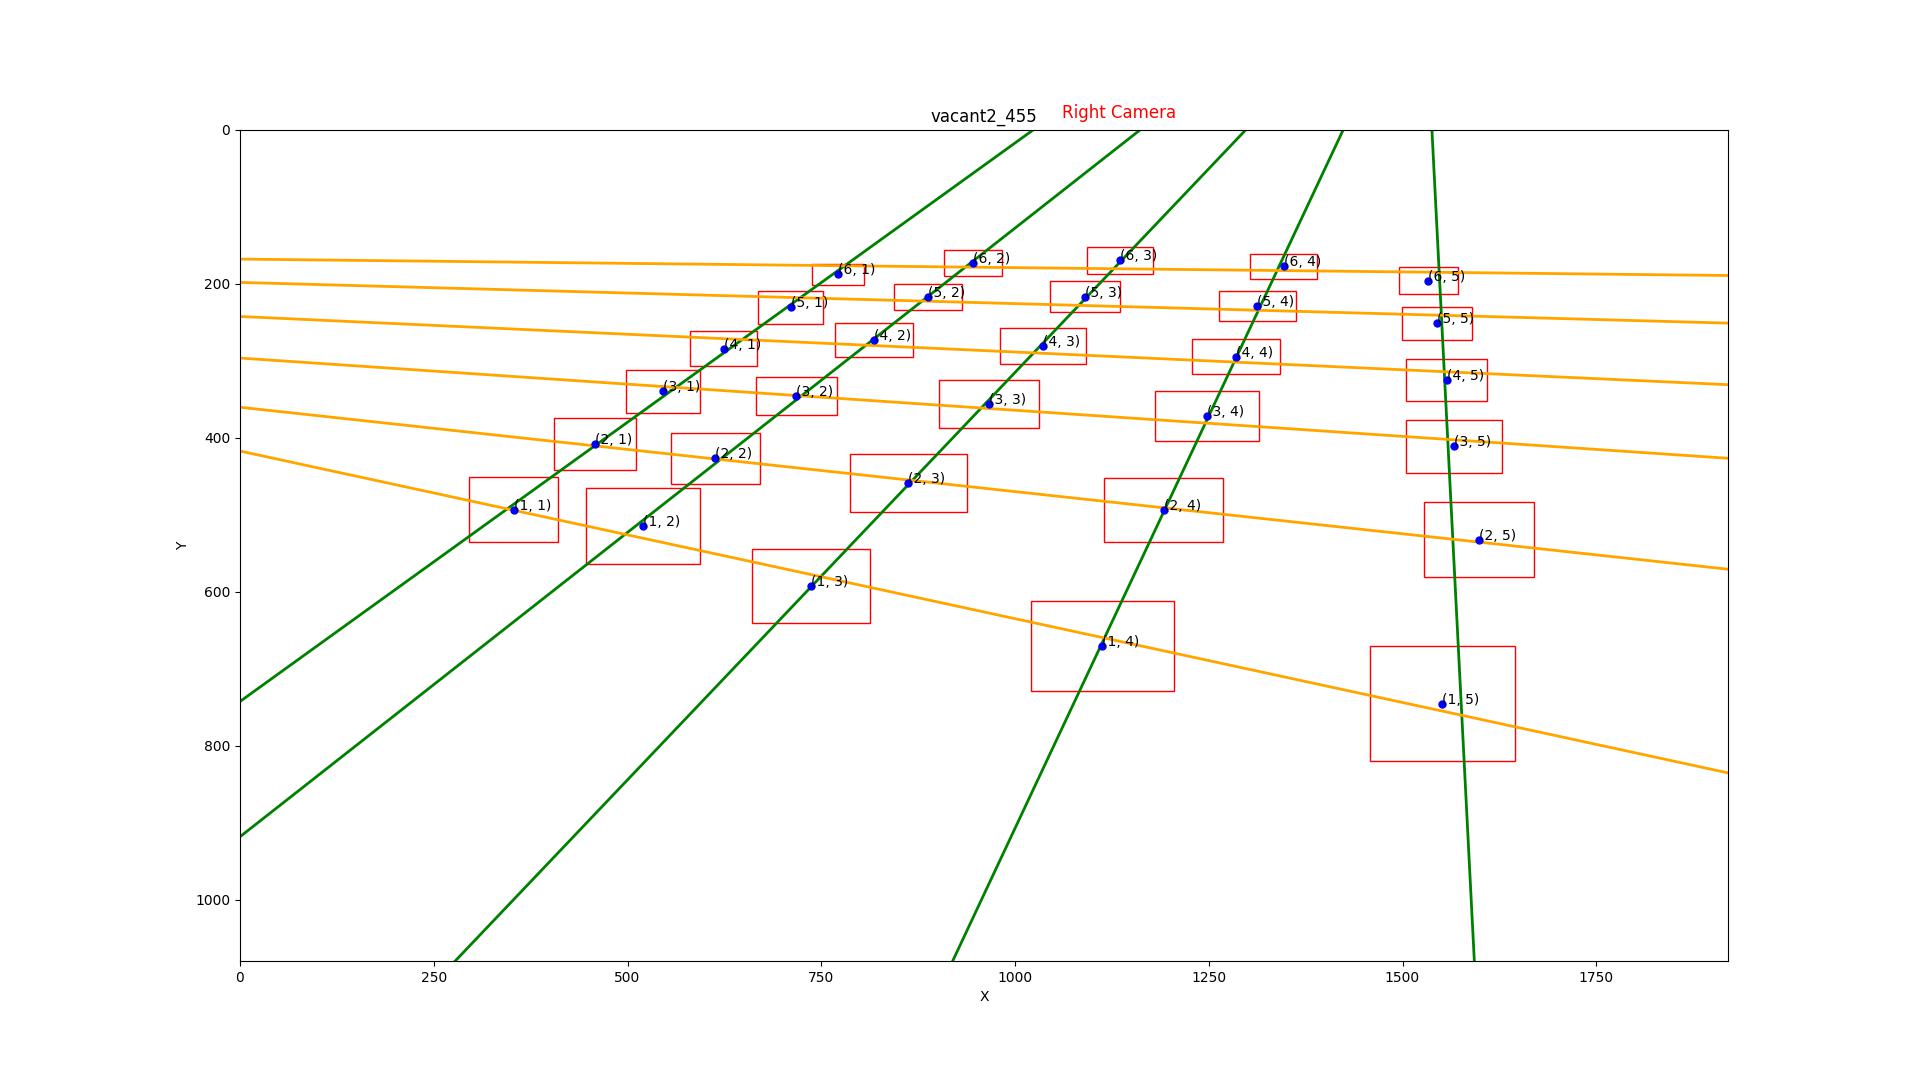 vacant2_455 Right Camera
0
(6, 1) (6, 2) (6, 3) (6, 4) (6, 5)
200
(5, 1) (5, 2) (5, 3) (5, 4) (5, 5)
(4, 1) (4, 2) (4, 3) (4, 4) (4, 5)
(3, 1) (3, 2) (3, 3) (3, 4) (3, 5)
400
(2, 1) (2, 2) (2, 3) (2, 4) (2, 5)
(1, 1) (1, 2) (1, 3) (1, 4) (1, 5)
Y
600
800
1000
0 250 500 750 1000 1250 1500 1750
X